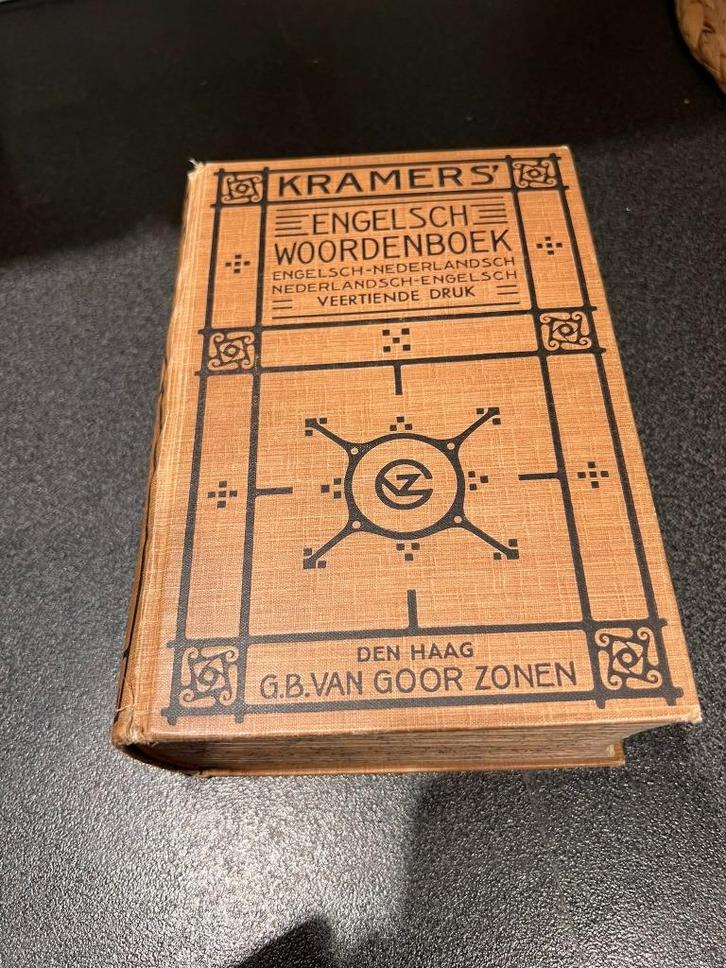 KRAMERS'
ENGELSCH
WOORDENBOEK
ENGELSCH-NEDERLANDSCH
NEDERLANDSCH-ENGELSCH
VEERTIENDE DRUK
DEN HAAG
G.B. VAN GOOR ZONEN